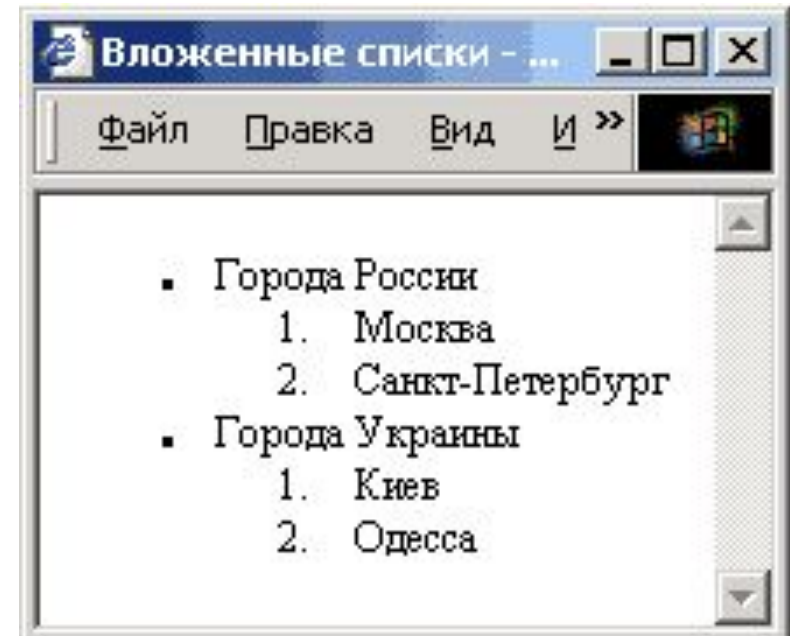 Вложенные списки - ...
Файл Правка Вид И »
▪ Города России
1. Москва
2. Санкт-Петербург
▪ Города Украины
1. Киев
2. Одесса